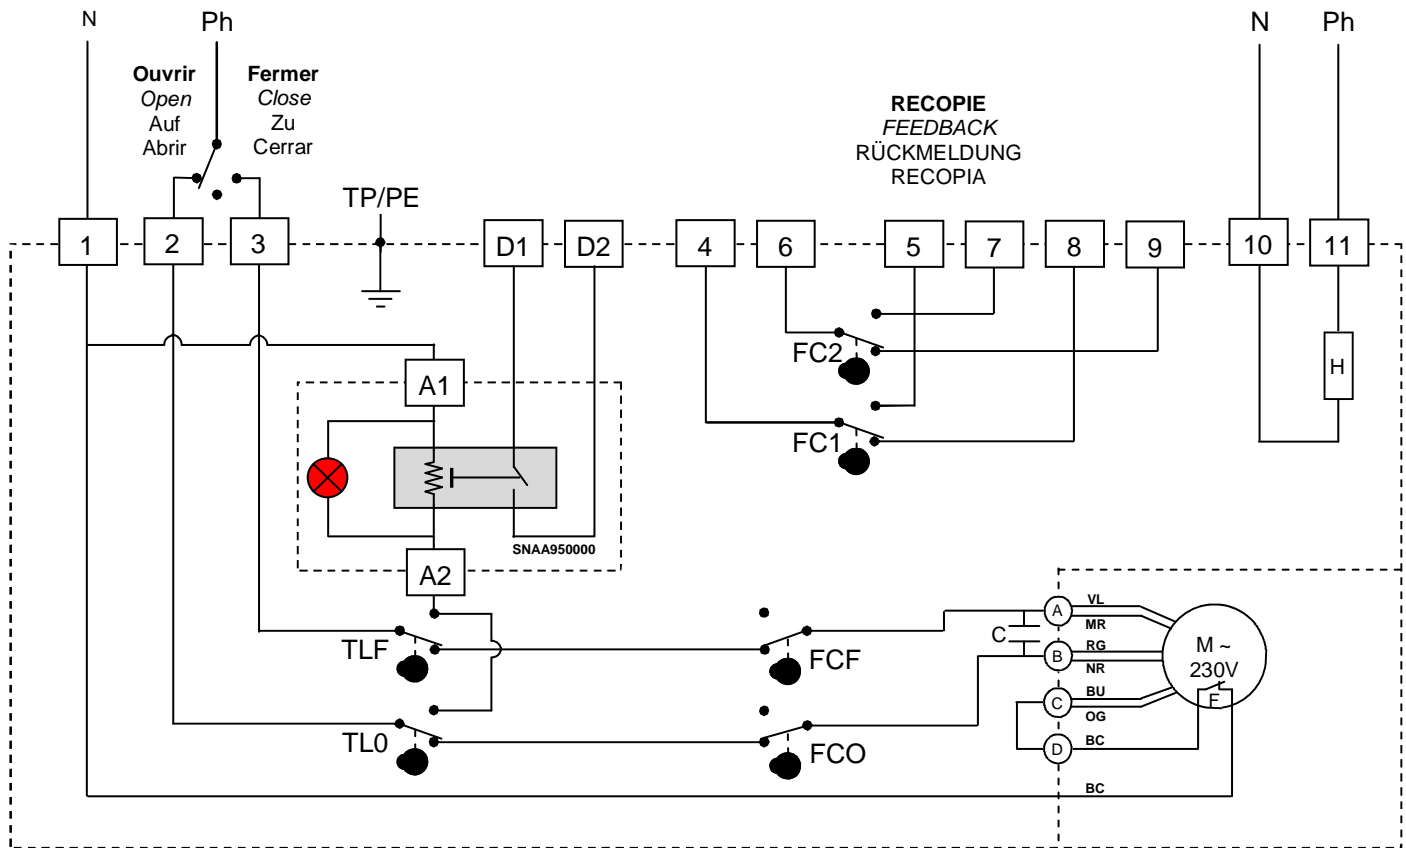 N
Ph
N
Ph
Ouvrir
Open
Auf
Abrir
Fermer
Close
Zu
Cerrar
RECOPIE
FEEDBACK
RÜCKMELDUNG
RECOPIA
TP/PE
1
2
3
D1
D2
4
6
5
7
8
9
10
11
FC2
H
A1
FC1
SNAA950000
A2
TLF
FCF
TL0
FCO
C
A
B
C
D
VL
MR
RG
NR
BU
OG
BC
BC
M ~
230V
F